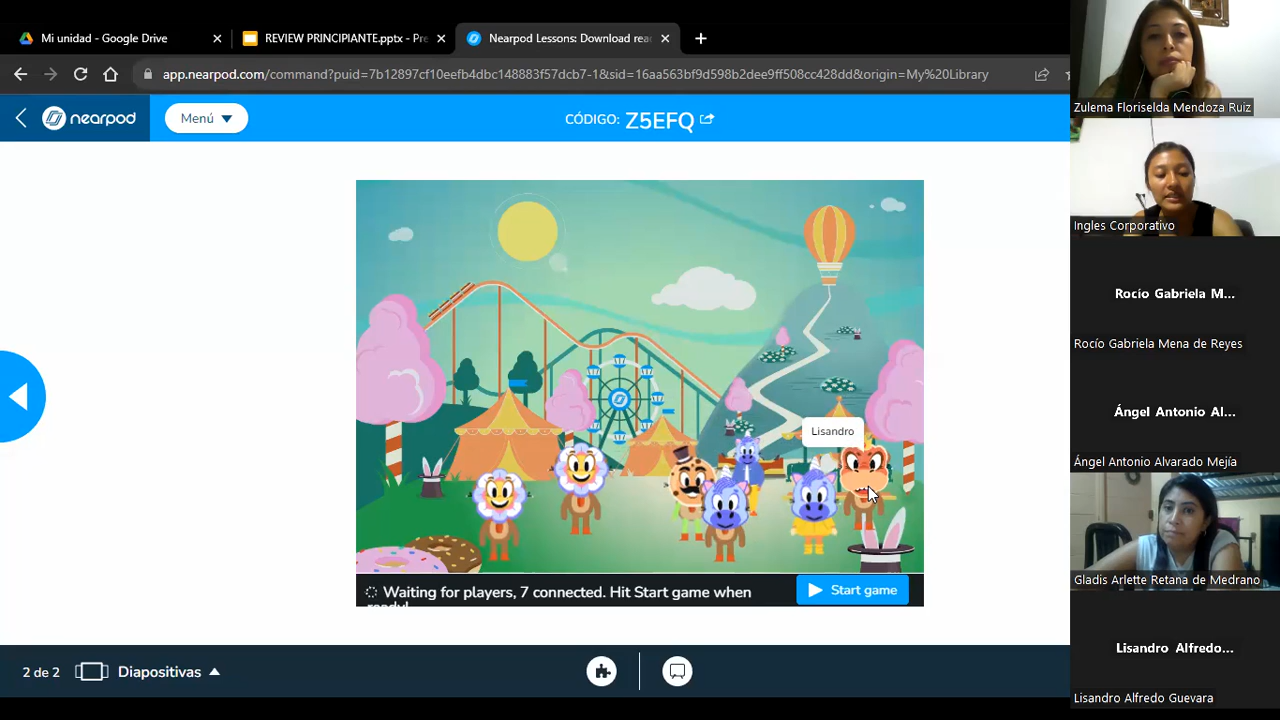 Mi unidad - Google Drive
REVIEW PRINCIPIANTE.pptx - Pre
Nearpod Lessons: Download rea
app.nearpod.com/command?puid=7b12897cf10eefb4dbc148883f57dcb7-1&sid=16aa563bf9d598b2dee9ff508cc428dd&origin=My%20Library
nearpod
Menú
CÓDIGO: Z5EFQ
Lisandro
Waiting for players, 7 connected. Hit Start game when
ready!
Start game
2 de 2
Diapositivas
Zulema Floriselda Mendoza Ruiz
Ingles Corporativo
Rocío Gabriela M...
Rocío Gabriela Mena de Reyes
Ángel Antonio Al...
Ángel Antonio Alvarado Mejía
Gladis Arlette Retana de Medrano
Lisandro Alfredo...
Lisandro Alfredo Guevara